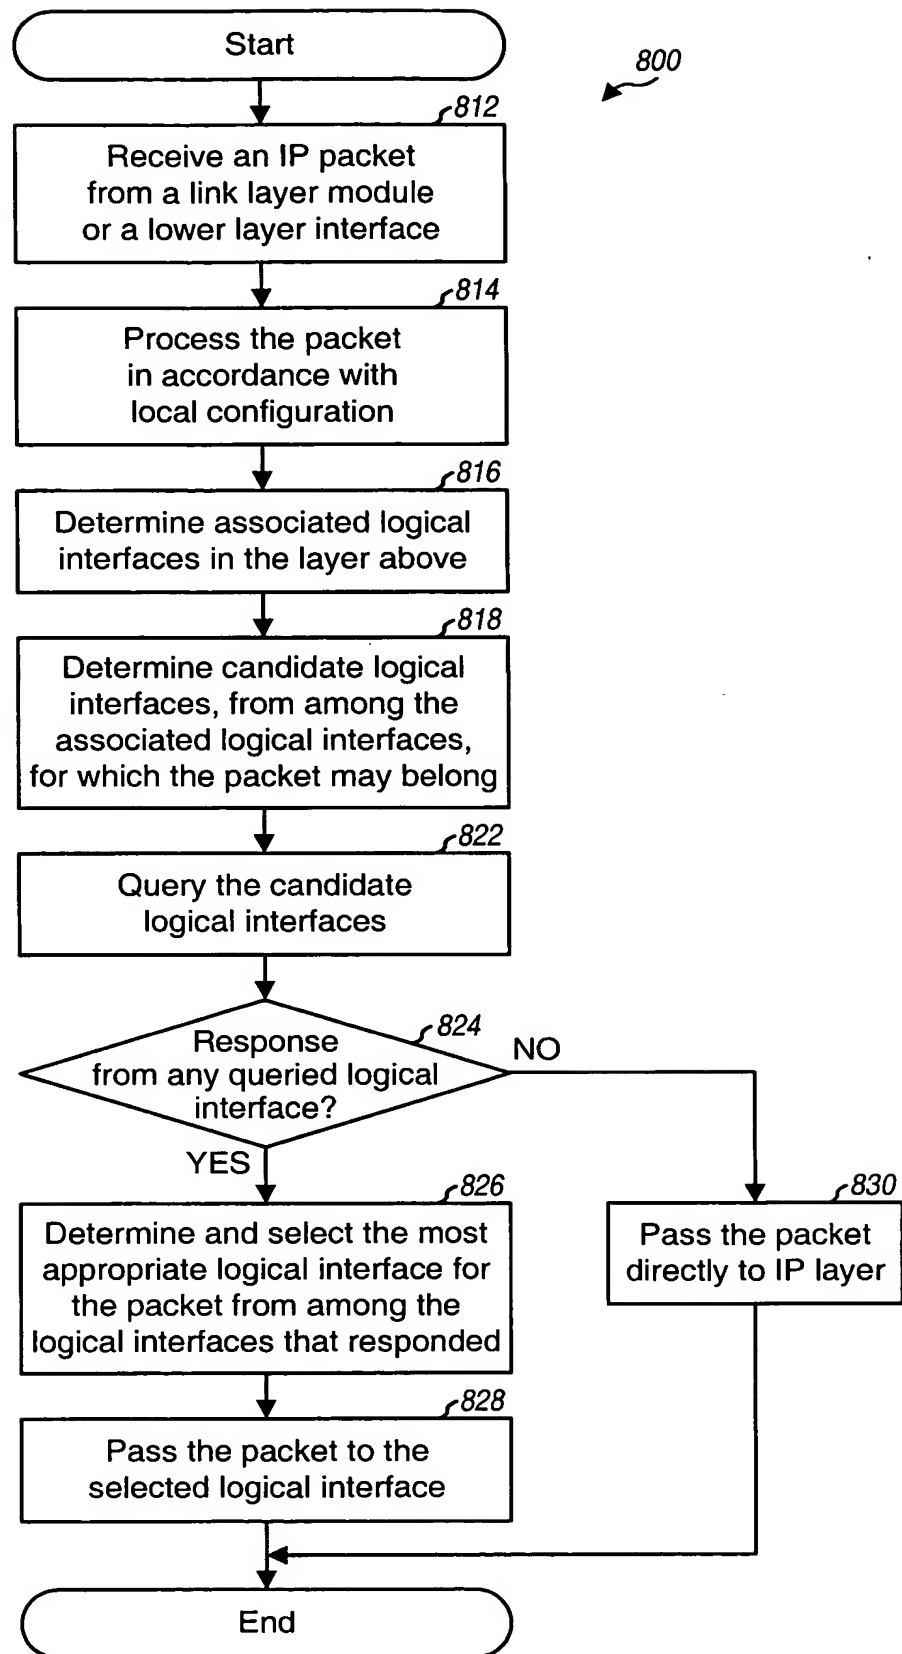 Start
800
812
Receive an IP packet
from a link layer module
or a lower layer interface
814
Process the packet
in accordance with
local configuration
816
Determine associated logical
interfaces in the layer above
818
Determine candidate logical
interfaces, from among the
associated logical interfaces,
for which the packet may belong
822
Query the candidate
logical interfaces
824
Response
from any queried logical
interface?
NO
YES
826
Determine and select the most
appropriate logical interface for
the packet from among the
logical interfaces that responded
830
Pass the packet
directly to IP layer
828
Pass the packet to the
selected logical interface
End